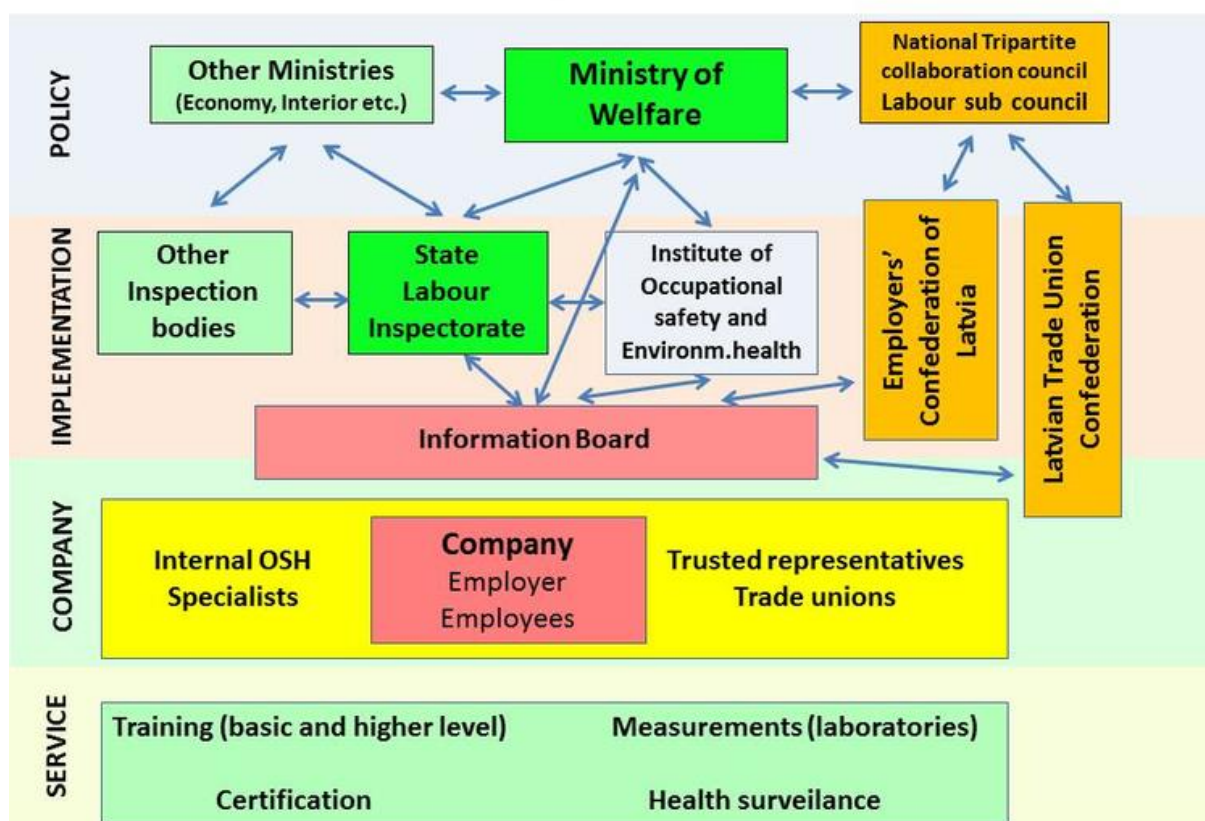 POLICY
Other Ministries
(Economy, Interior etc.)
Ministry of
Welfare
National Tripartite
collaboration council
Labour sub council
IMPLEMENTATION
Other
Inspection
bodies
State
Labour
Inspectorate
Institute of
Occupational
safety and
Environm.health
Employers'
Confederation of
Latvia
Latvian Trade Union
Confederation
Information Board
COMPANY
Internal OSH
Specialists
Company
Employer
Employees
Trusted representatives
Trade unions
SERVICE
Training (basic and higher level)
Measurements (laboratories)
Certification
Health surveilance